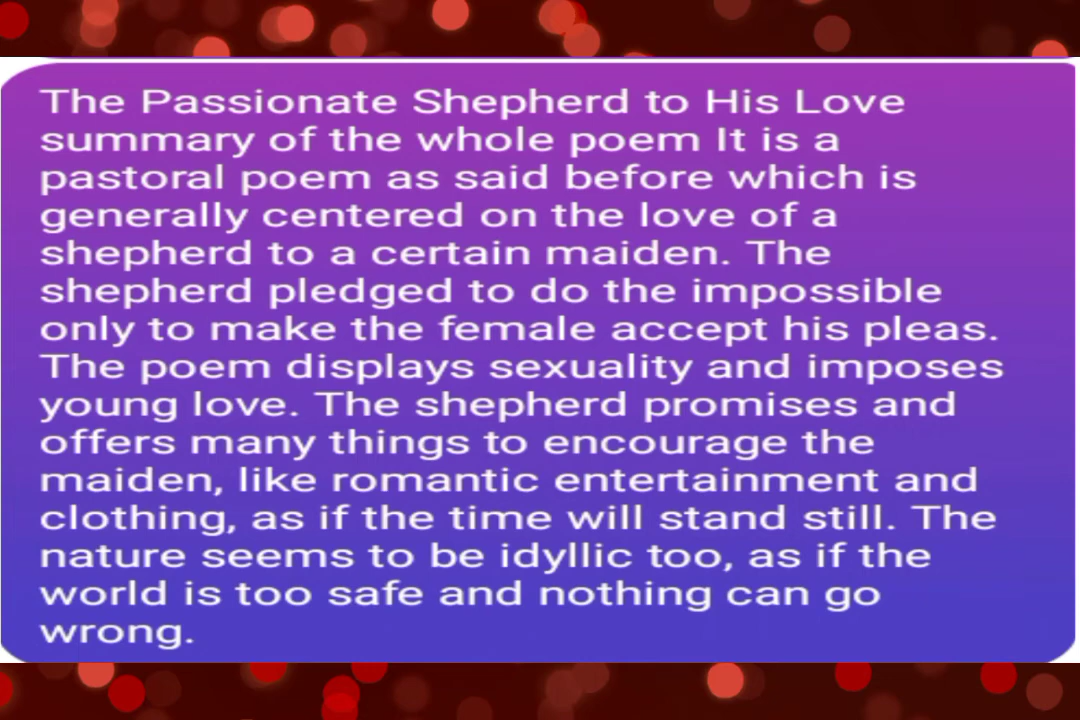 The Passionate Shepherd to His Love
summary of the whole poem It is a
pastoral poem as said before which is
generally centered on the love of a
shepherd to a certain maiden. The
shepherd pledged to do the impossible
only to make the female accept his pleas.
The poem displays sexuality and imposes
young love. The shepherd promises and
offers many things to encourage the
maiden, like romantic entertainment and
clothing, as if the time will stand still. The
nature seems to be idyllic too, as if the
world is too safe and nothing can go
wrong.